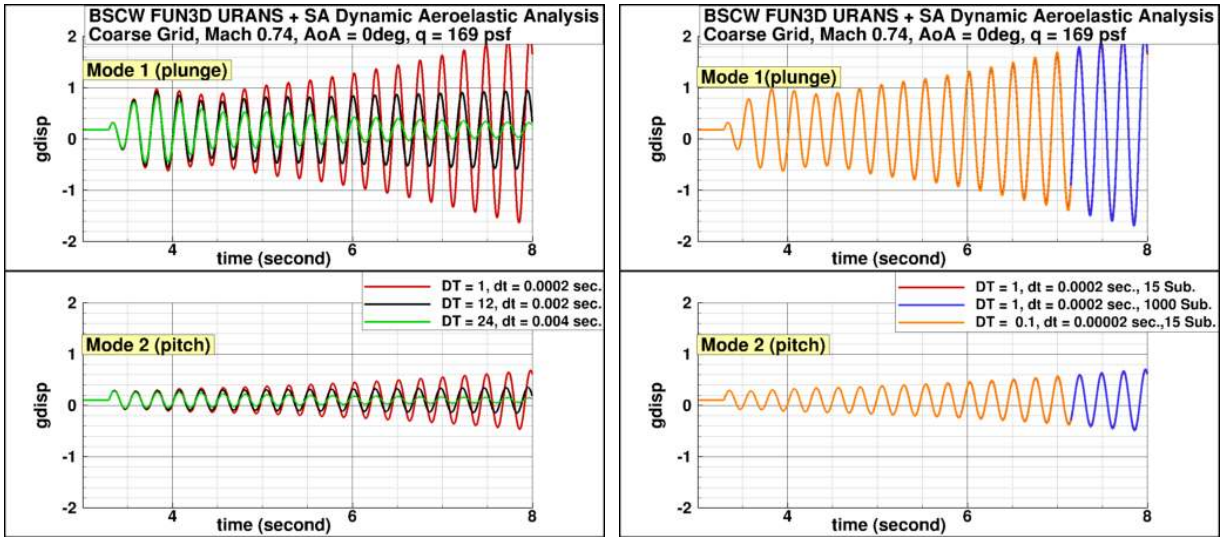 BSCW FUN3D URANS + SA Dynamic Aeroelastic Analysis
Coarse Grid, Mach 0.74, AoA = 0deg, q = 169 psf
Mode 1 (plunge)
2
1
0
-1
-2
gdisp
4
6
8
time (second)
DT = 1, dt = 0.0002 sec.
DT = 12, dt = 0.002 sec.
DT = 24, dt = 0.004 sec.
Mode 2 (pitch)
2
1
0
-1
-2
gdisp
4
6
8
time (second)
BSCW FUN3D URANS + SA Dynamic Aeroelastic Analysis
Coarse Grid, Mach 0.74, AoA = 0deg, q = 169 psf
Mode 1(plunge)
2
1
0
-1
-2
gdisp
4
6
8
time (second)
DT = 1, dt = 0.0002 sec., 15 Sub.
DT = 1, dt = 0.0002 sec., 1000 Sub.
DT = 0.1, dt = 0.00002 sec.,15 Sub.
Mode 2 (pitch)
2
1
0
-1
-2
gdisp
4
6
8
time (second)